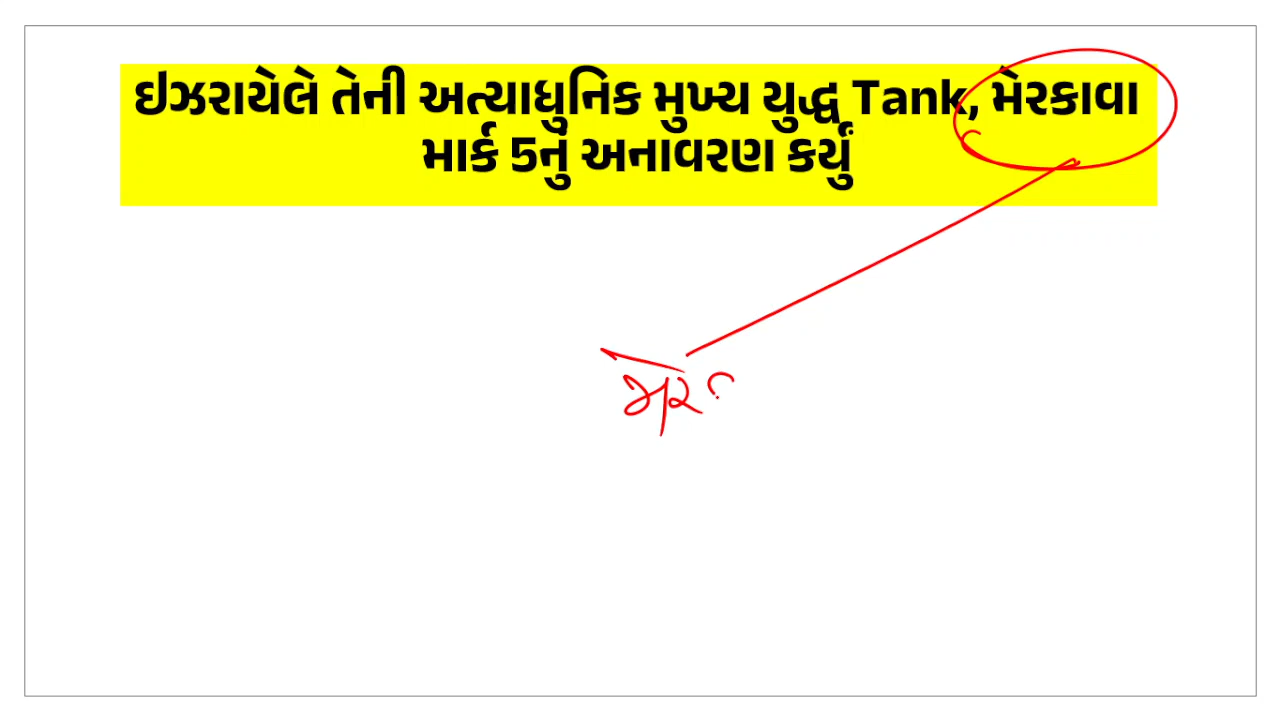 ઇઝરાયેલે તેની અત્યાધુનિક મુખ્ય યુદ્ધ Tank, મેરકાવા
માર્ક 5નું અનાવરણ કર્યું
મેર